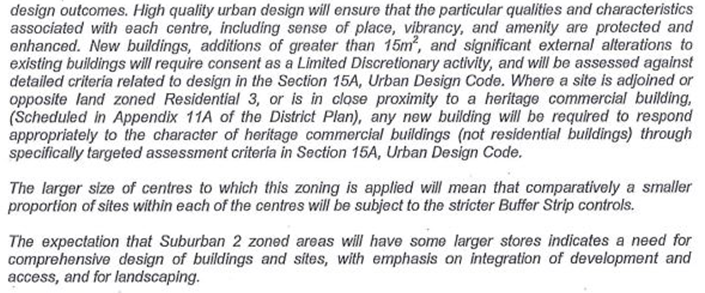 design outcomes. High quality urban design will ensure that the particular qualities and characteristics
associated with each centre, including sense of place, vibrancy, and amenity are protected and
enhanced. New buildings, additions of greater than 15m², and significant external alterations to
existing buildings will require consent as a Limited Discretionary activity, and will be assessed against
detailed criteria related to design in the Section 15A, Urban Design Code. Where a site is adjoined or
opposite land zoned Residential 3, or is in close proximity to a heritage commercial building,
(Scheduled in Appendix 11A of the District Plan), any new building will be required to respond
appropriately to the character of heritage commercial buildings (not residential buildings) through
specifically targeted assessment criteria in Section 15A, Urban Design Code.
The larger size of centres to which this zoning is applied will mean that comparatively a smaller
proportion of sites within each of the centres will be subject to the stricter Buffer Strip controls.
The expectation that Suburban 2 zoned areas will have some larger stores indicates a need for
comprehensive design of buildings and sites, with emphasis on integration of development and
access, and for landscaping.